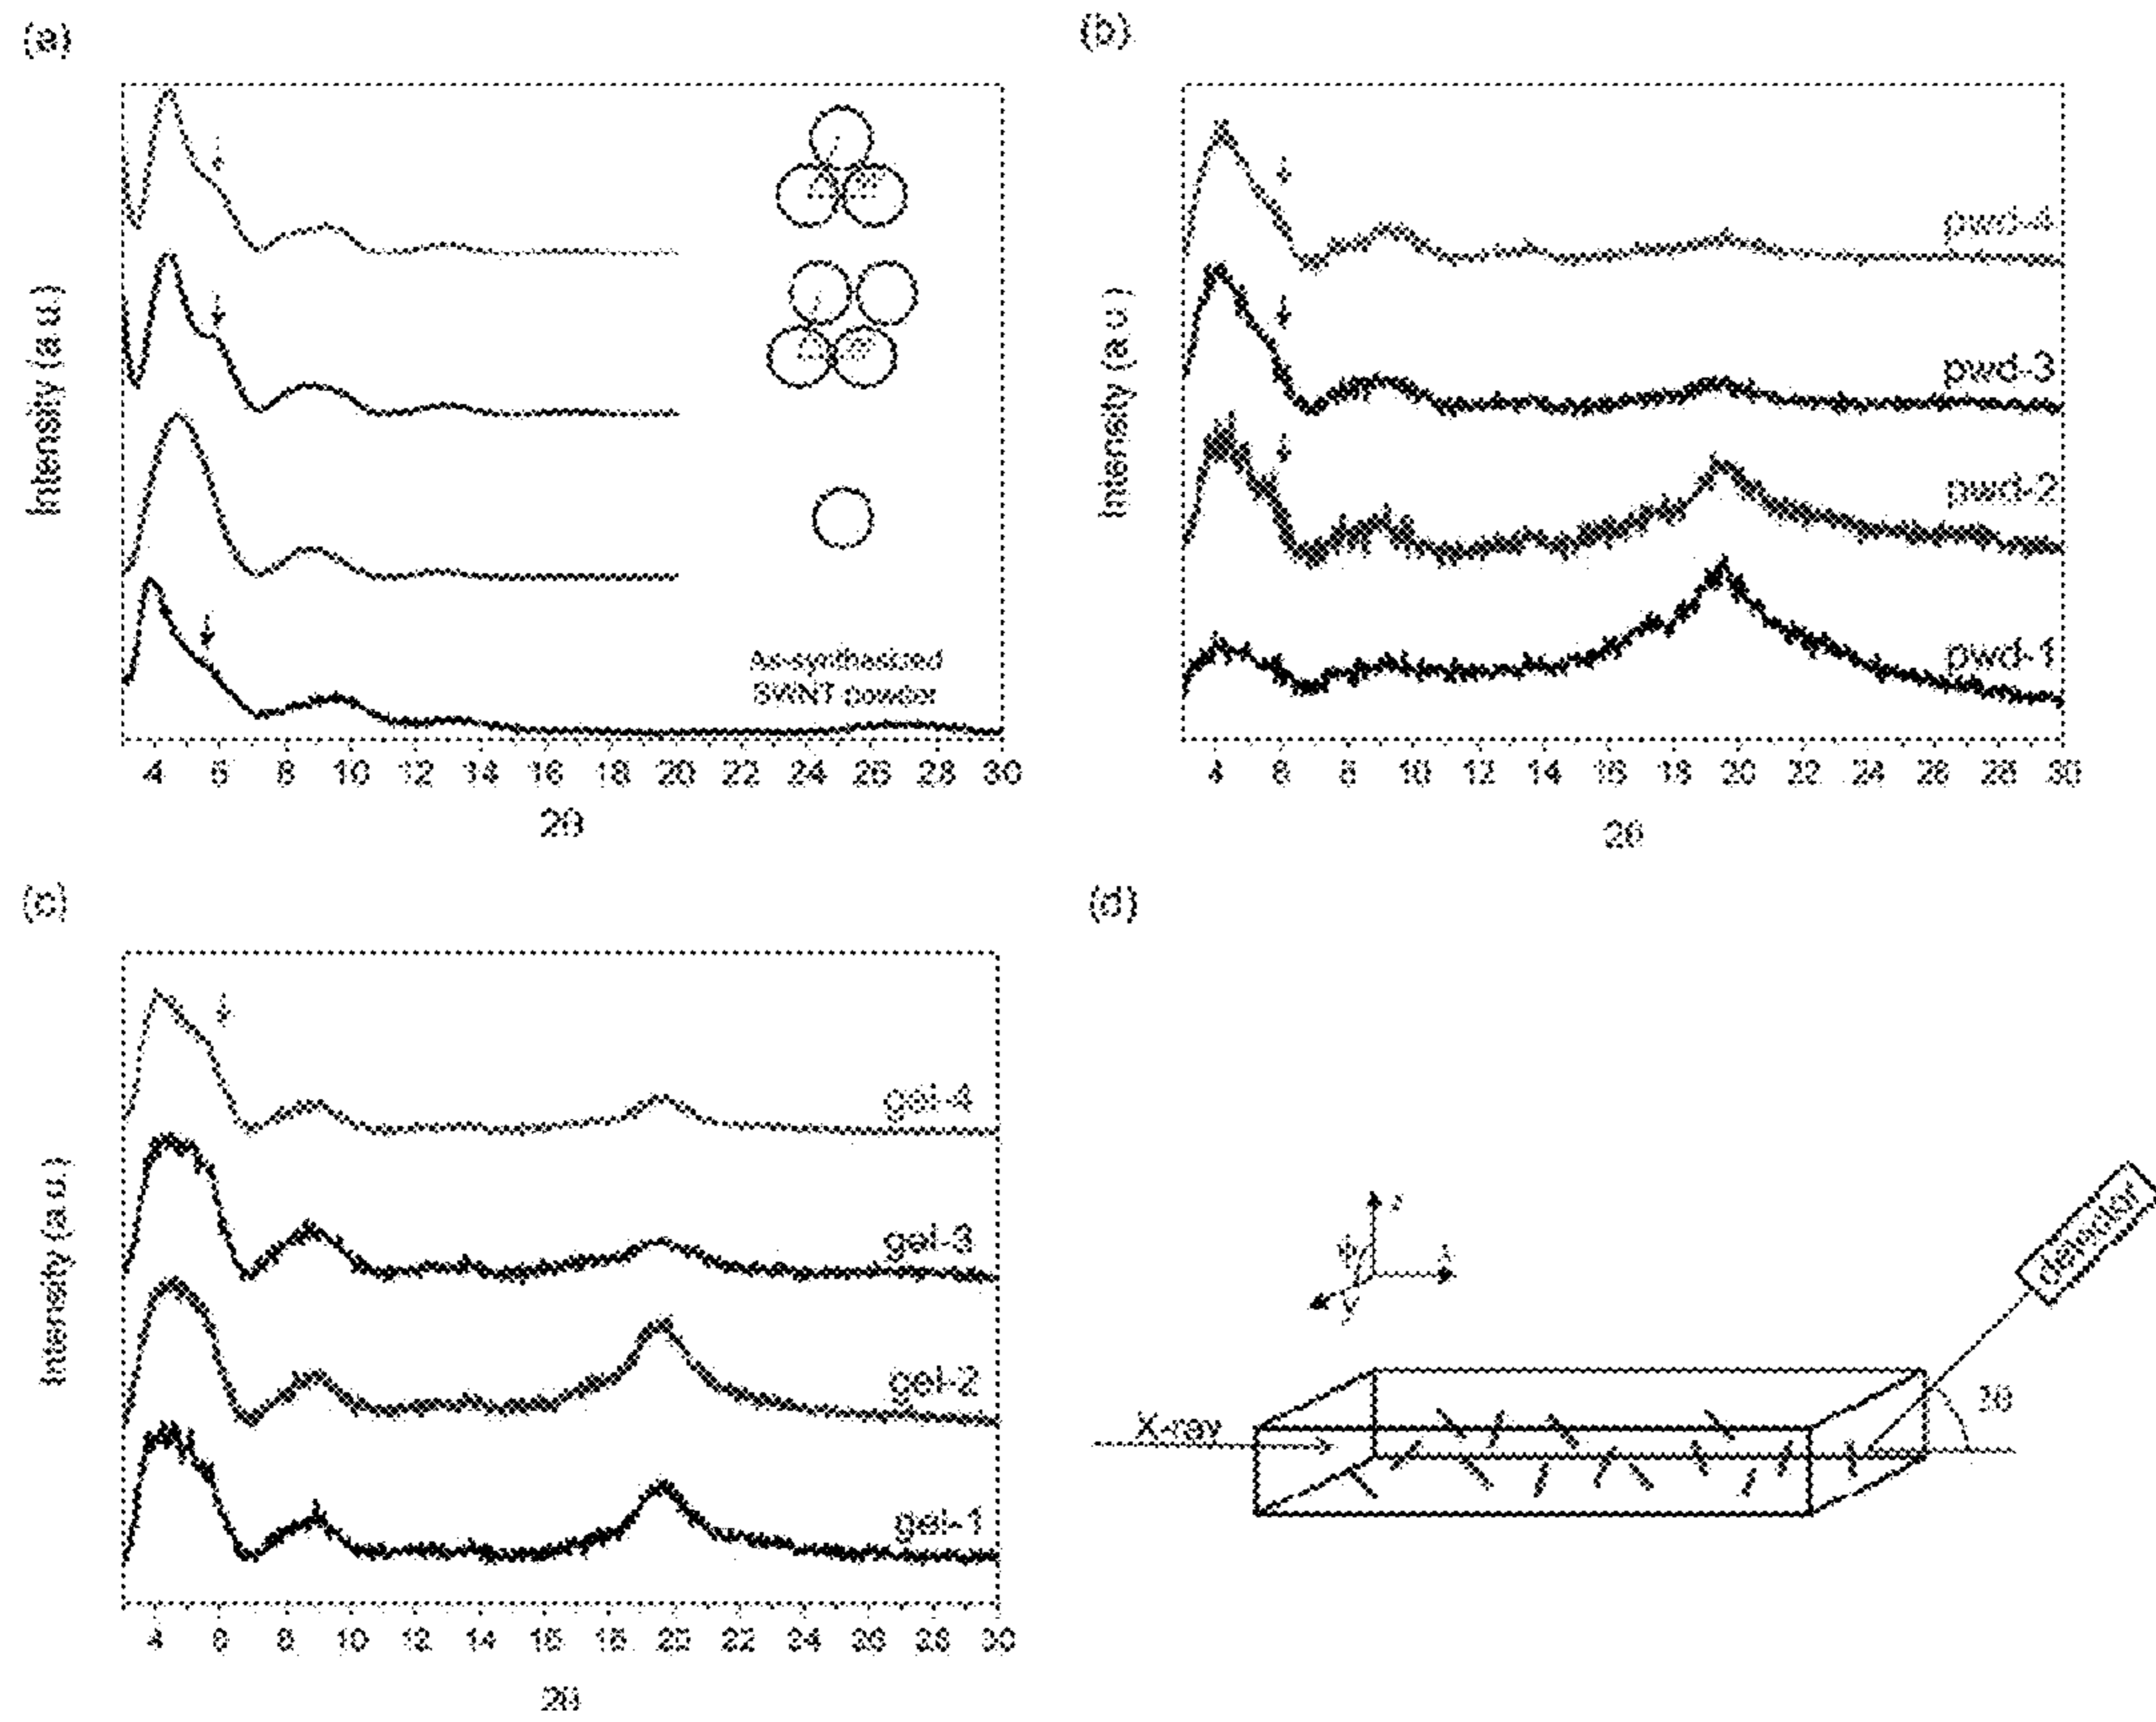 (a)
Intensity (a.u.)
As-synthesized
SWNT powder
4 6 8 10 12 14 16 18 20 22 24 26 28 30
2θ
(b)
Intensity (a.u.)
pwd-4
pwd-3
pwd-2
pwd-1
4 6 8 10 12 14 16 18 20 22 24 26 28 30
2θ
(c)
Intensity (a.u.)
gel-4
gel-3
gel-2
gel-1
4 6 8 10 12 14 16 18 20 22 24 26 28 30
2θ
(d)
detector
X-ray
2θ